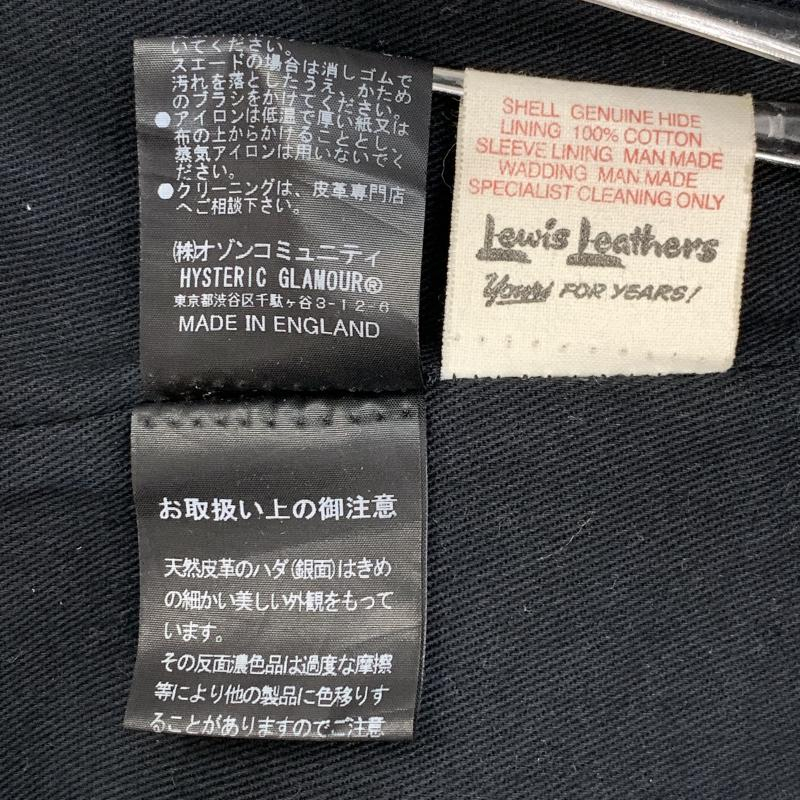 いてください。
スエードの場合は消しゴムで
汚れを落としたうえ、かため
のブラシをかけてください。
●アイロンは低温で厚い紙又は
布の上からかけることとし、
蒸気アイロンは用いないでく
ださい。
●クリーニングは、皮革専門店
へご相談下さい。
㈱オゾンコミュニティ
HYSTERIC GLAMOUR®
東京都渋谷区千駄ヶ谷3-12-6
MADE IN ENGLAND
SHELL GENUINE HIDE
LINING 100% COTTON
SLEEVE LINING MAN MADE
WADDING MAN MADE
SPECIALIST CLEANING ONLY
Lewis Leathers
Yours FOR YEARS!
お取扱い上の御注意
天然皮革のハダ(銀面)はきめ
の細かい美しい外観をもって
います。
その反面濃色品は過度な摩擦
等により他の製品に色移りす
ることがありますのでご注意